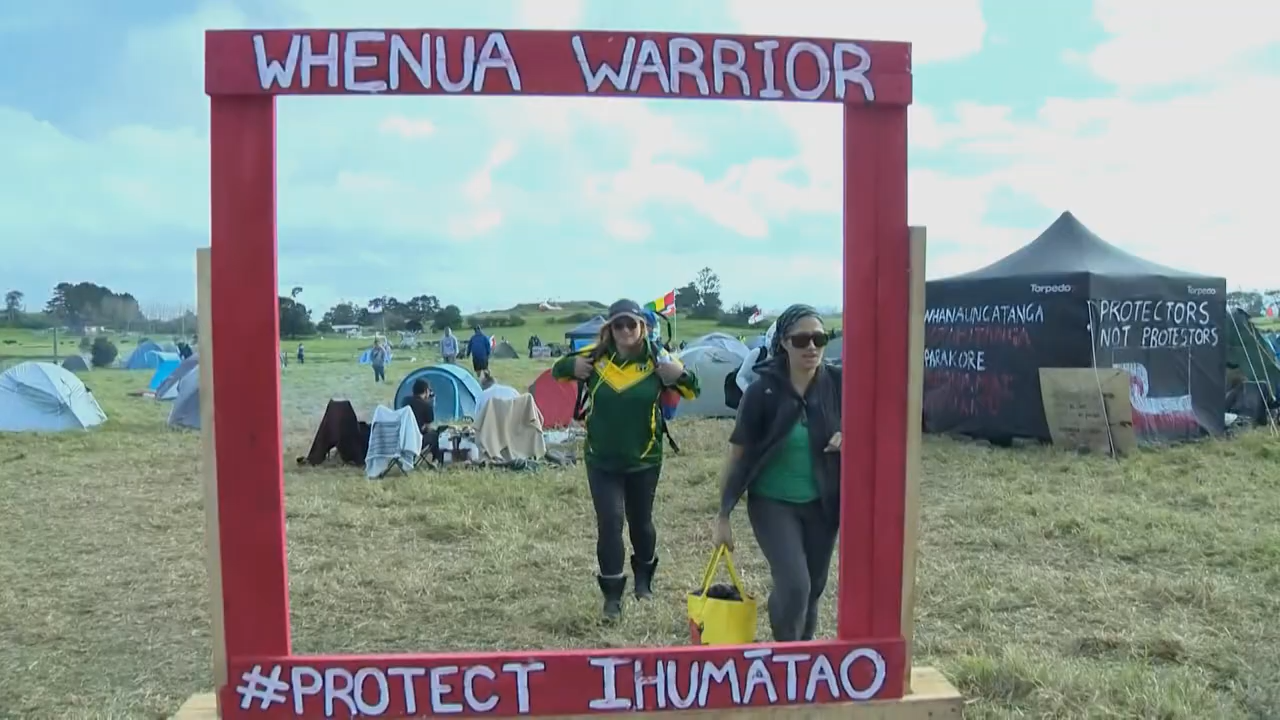 WHENUA WARRIOR
Torpedo
Torpedo
WHANAUNGATANGA
PARAKORE
PROTECTORS
NOT PROTESTORS
#PROTECT IHUMĀTAO